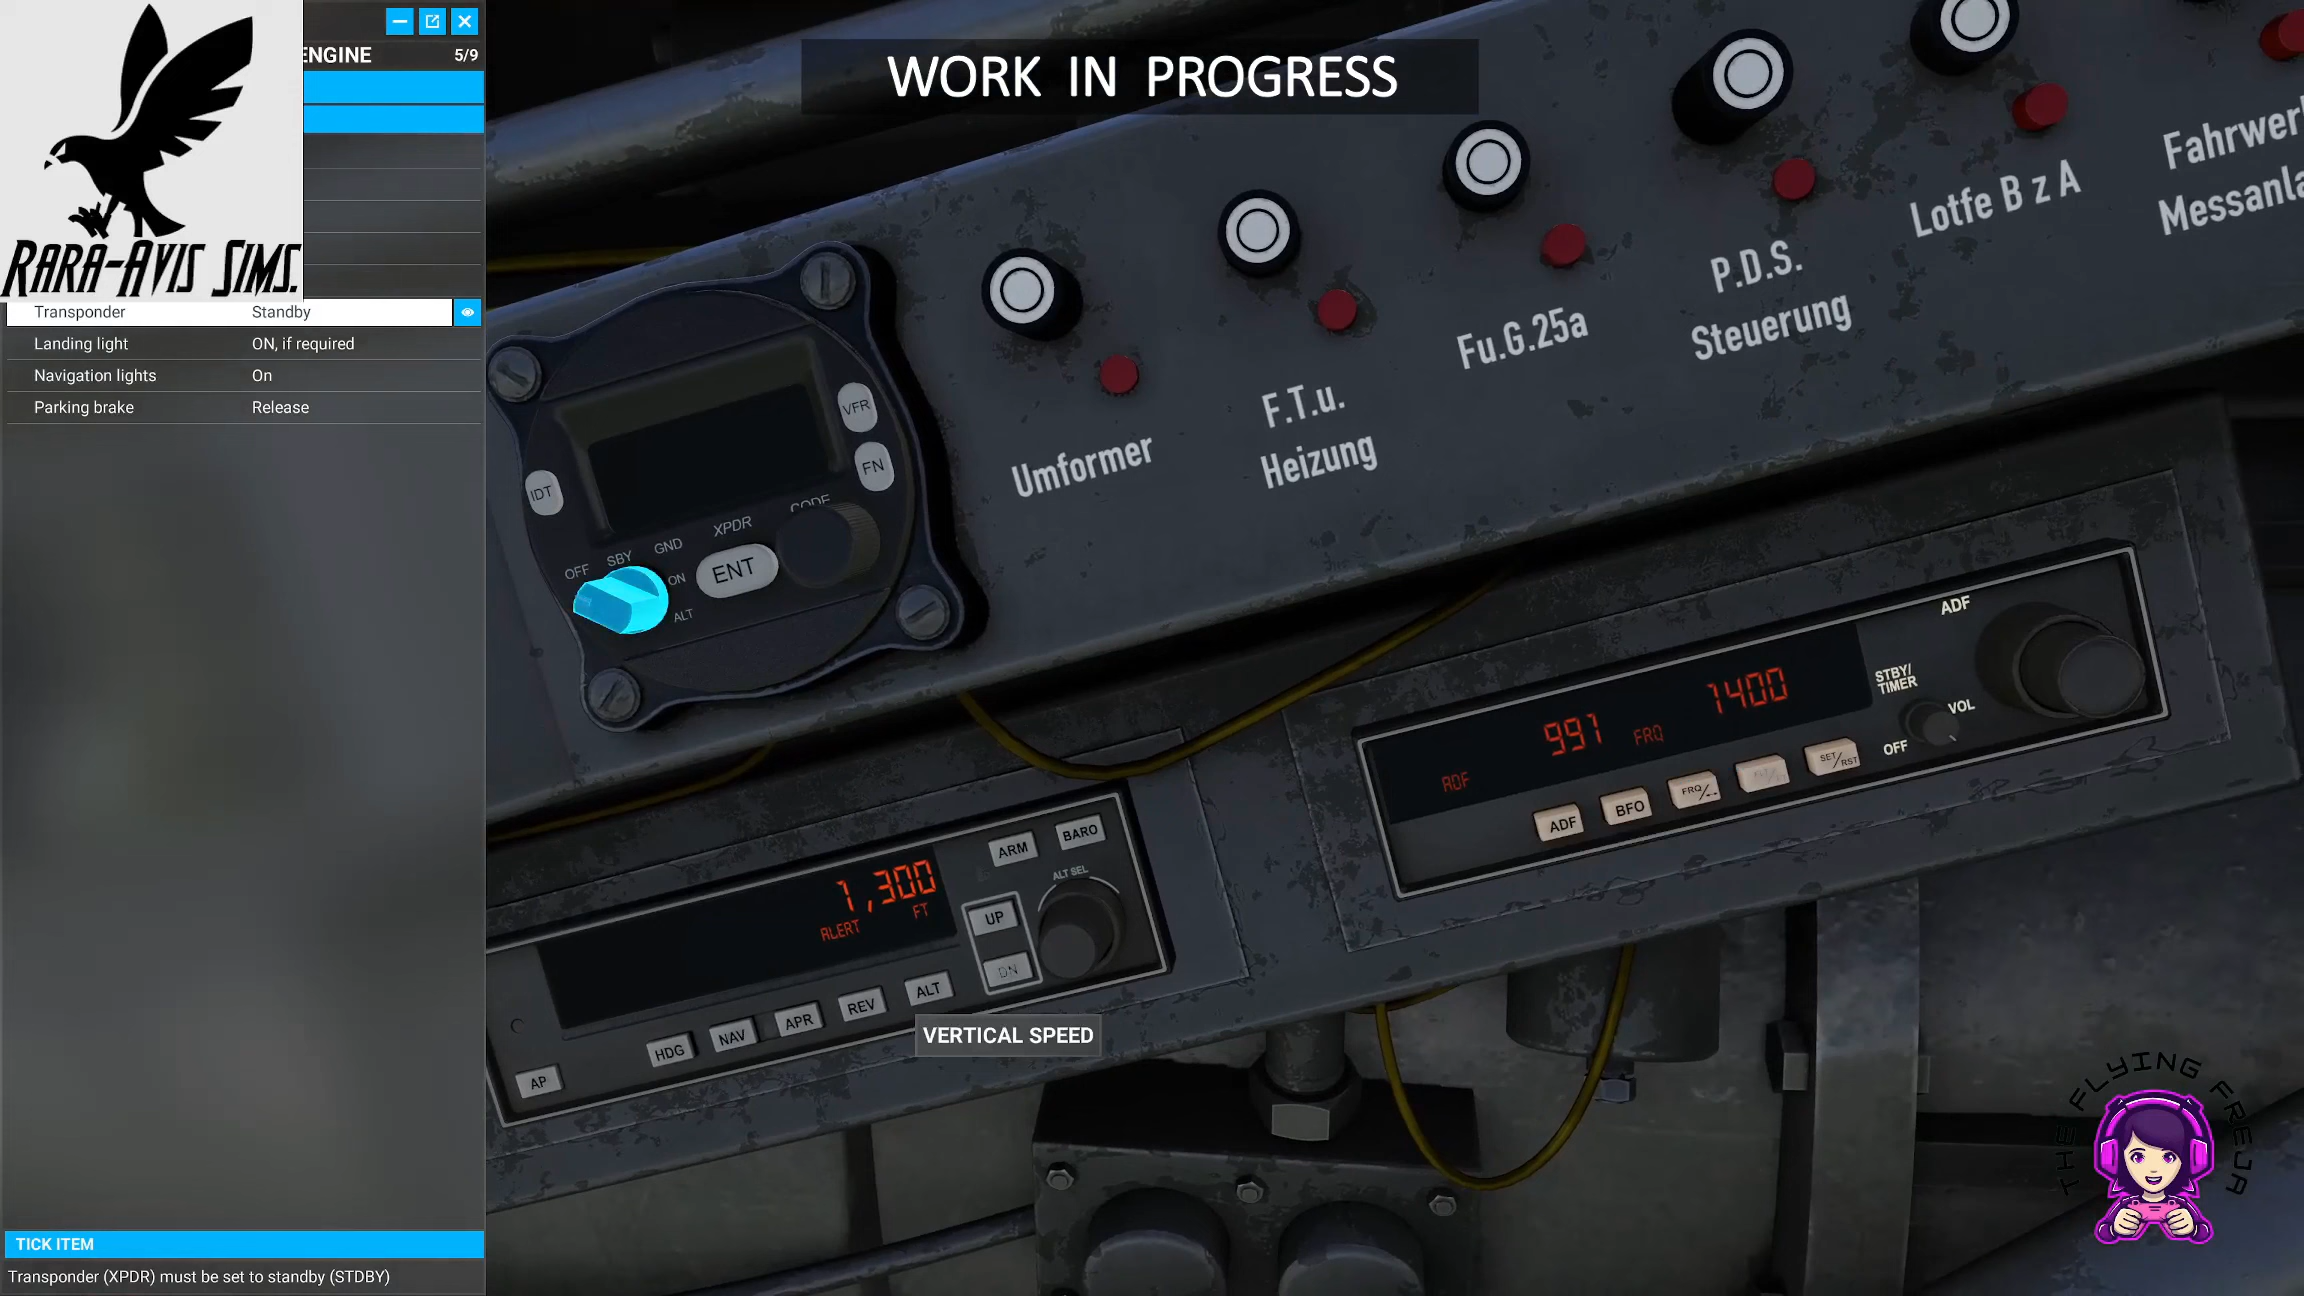 ENGINE
5/9
WORK IN PROGRESS
RARA-AVIS SIMS.
Transponder Standby
Landing light ON, if required
Navigation lights On
Parking brake Release
Umformer
F.T.u.
Heizung
Fu.G.25a
P.D.S.
Steuerung
Lotfe B z A
VFR
FN
IDT
CODE
XPDR
ENT
OFF
SBY
GND
ON
ALT
ADF
991
FRQ
1400
ADF
STBY/
TIMER
VOL
OFF
ADF
BFO
FRQ/--
SET/
RST
1,300
ALERT
FT
ARM
BARO
ALT SEL
UP
DN
AP
HDG
NAV
APR
REV
ALT
VERTICAL SPEED
THE FLYING FREJA
TICK ITEM
Transponder (XPDR) must be set to standby (STDBY)